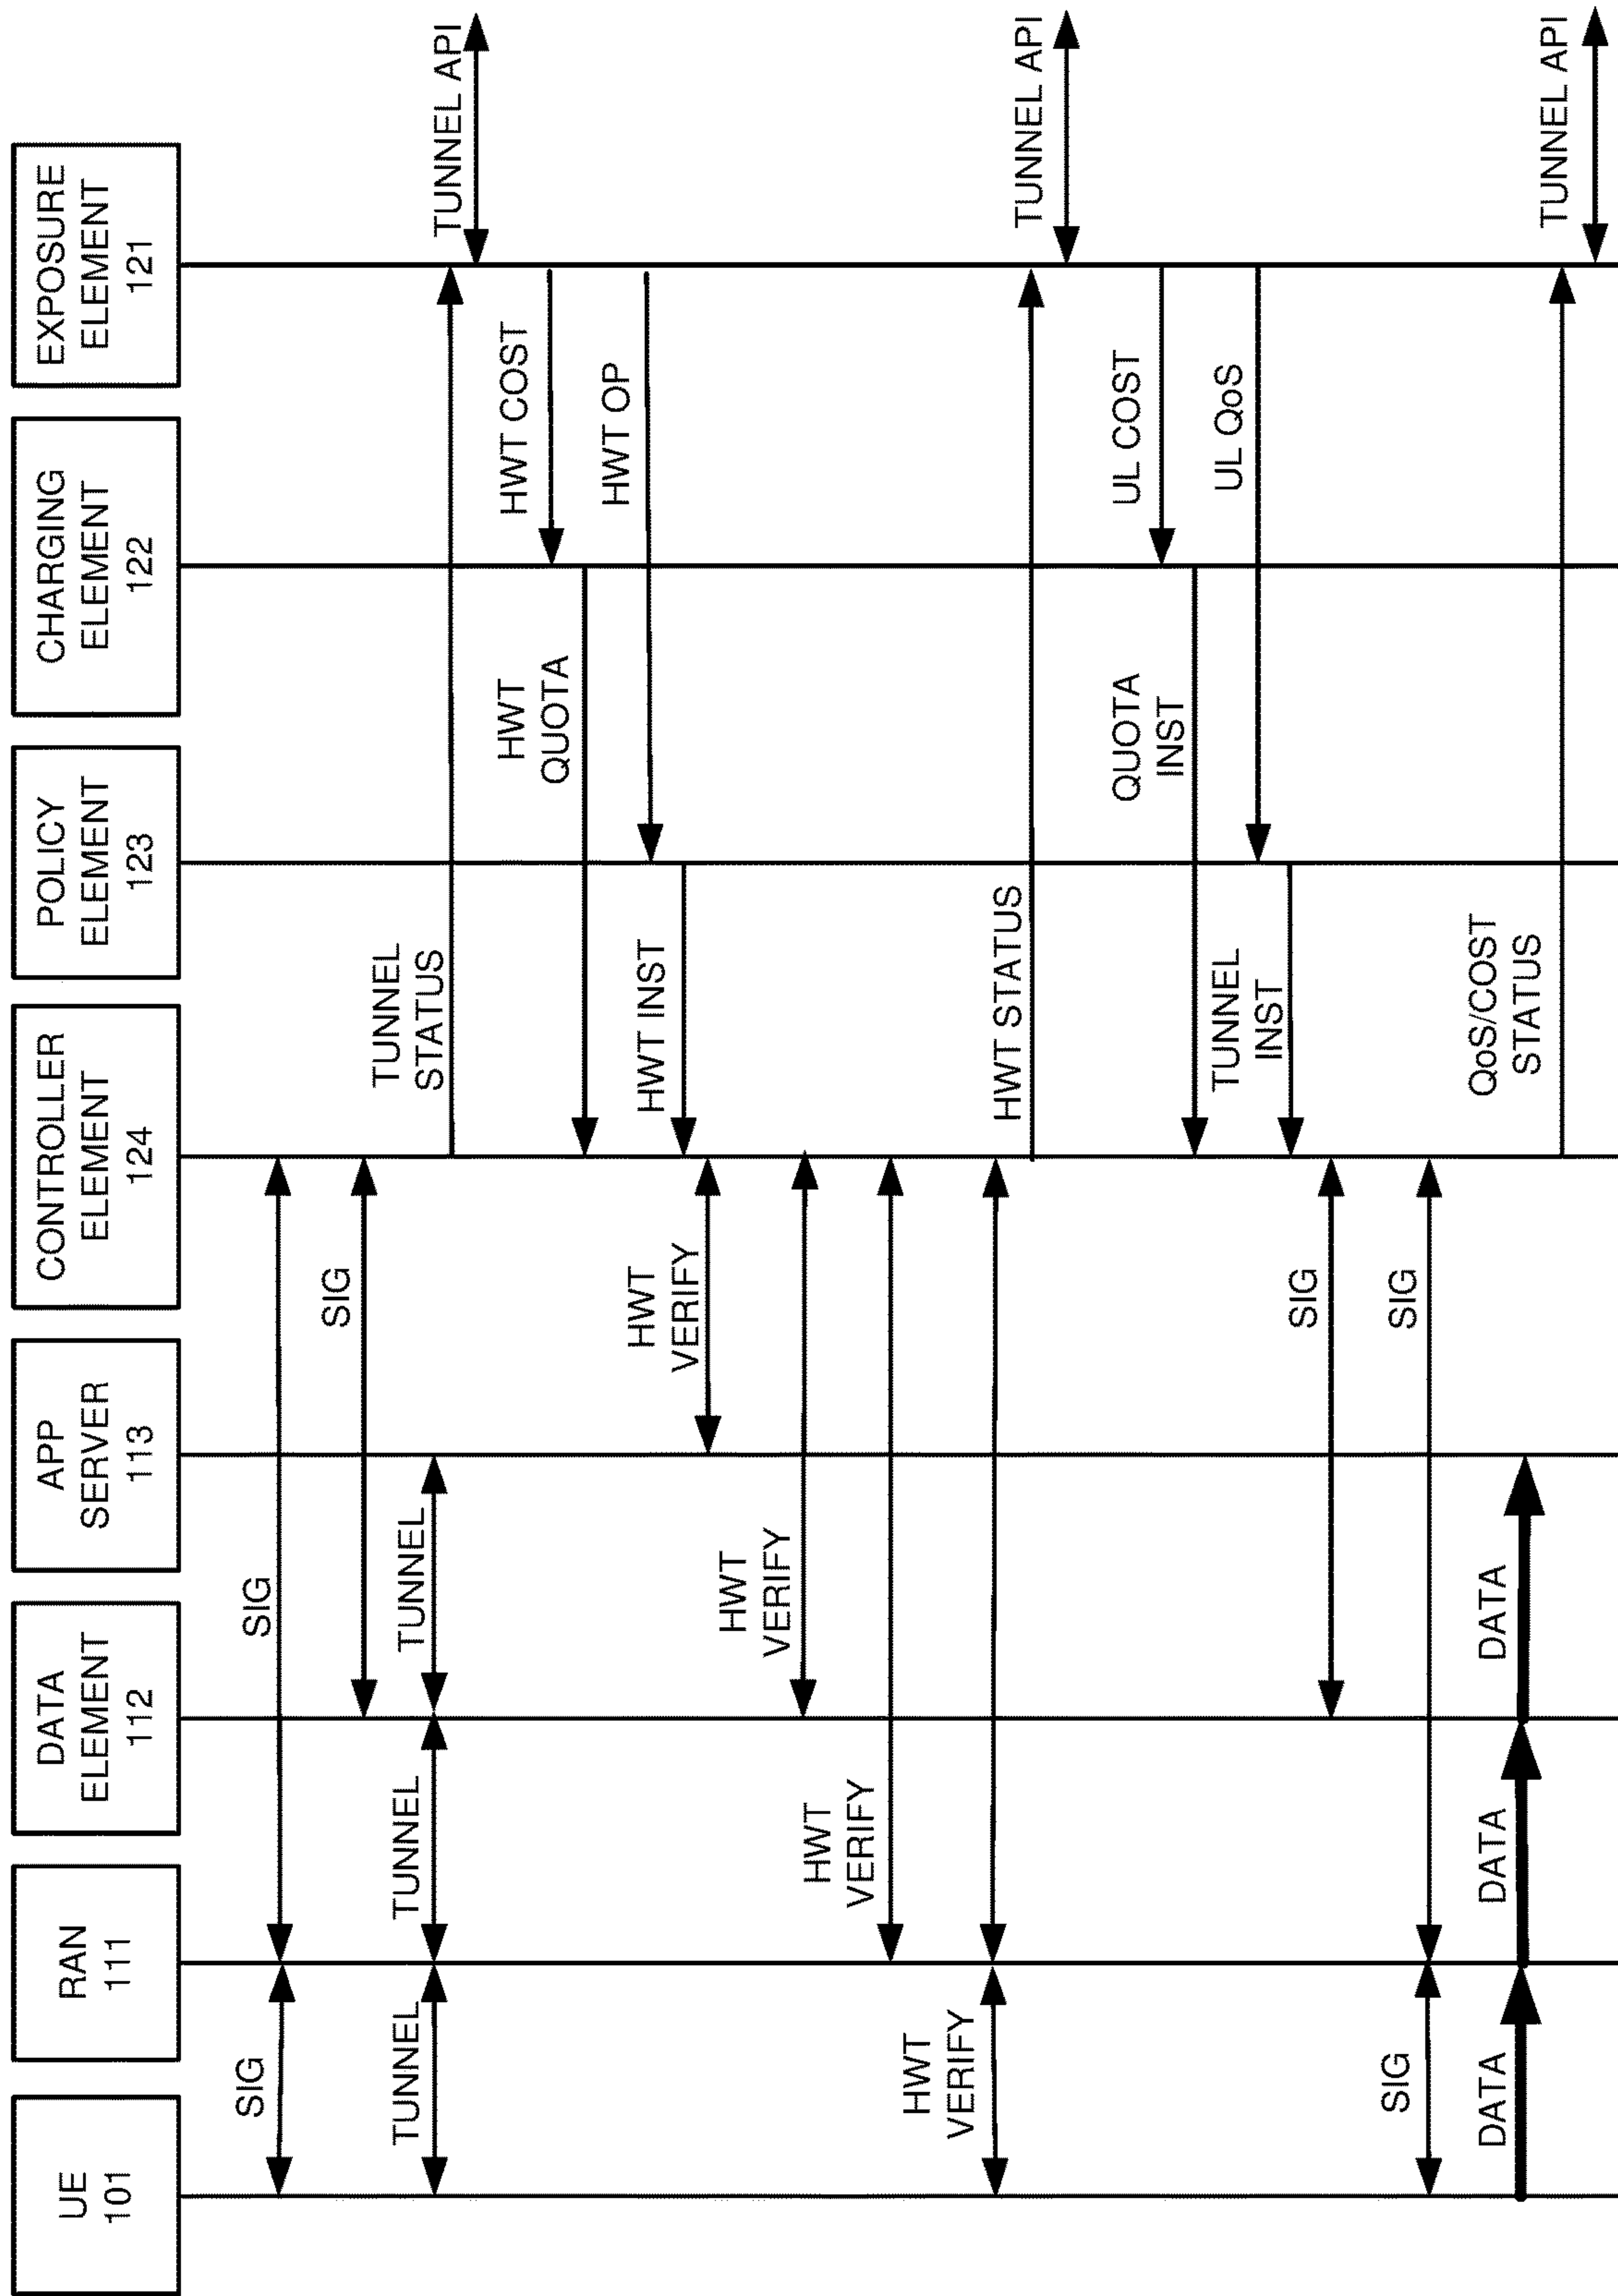 UE
101
RAN
111
DATA
ELEMENT
112
APP
SERVER
113
CONTROLLER
ELEMENT
124
POLICY
ELEMENT
123
CHARGING
ELEMENT
122
EXPOSURE
ELEMENT
121
SIG
SIG
SIG
TUNNEL
TUNNEL
TUNNEL
TUNNEL
STATUS
TUNNEL API
HWT COST
HWT
QUOTA
HWT OP
HWT INST
HWT
VERIFY
HWT
VERIFY
HWT
VERIFY
HWT
VERIFY
HWT STATUS
TUNNEL API
UL COST
QUOTA
INST
UL QoS
TUNNEL
INST
SIG
SIG
SIG
DATA
DATA
DATA
QoS/COST
STATUS
TUNNEL API